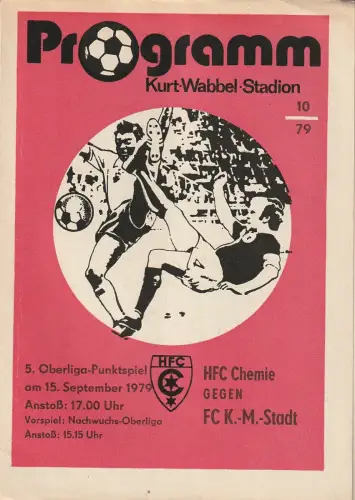 Programm
Kurt-Wabbel-Stadion
10
79
5. Oberliga-Punktspiel
am 15. September 1979
Anstoß: 17.00 Uhr
Vorspiel: Nachwuchs-Oberliga
Anstoß: 15.15 Uhr
HFC
HFC Chemie
GEGEN
FC K.-M.-Stadt